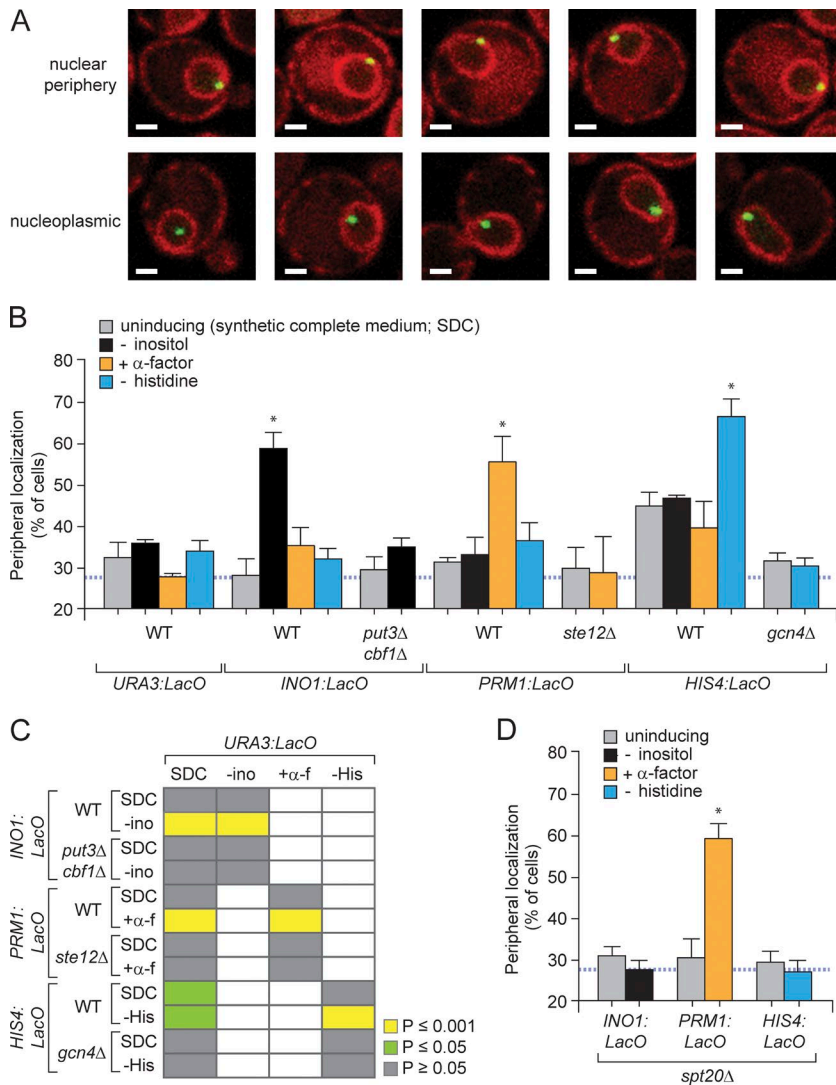 A
nuclear
periphery
nucleoplasmic
B
uninducing (synthetic complete medium; SDC)
- inositol
+ α-factor
- histidine
Peripheral localization
(% of cells)
80
70
60
50
40
30
20
*
*
*
WT
WT
put3Δ
cbf1Δ
WT
ste12Δ
WT
gcn4Δ
URA3:LacO
INO1:LacO
PRM1:LacO
HIS4:LacO
C
URA3:LacO
SDC -ino +α-f -His
INO1:
LacO
WT
SDC
-ino
put3Δ
cbf1Δ
SDC
-ino
PRM1:
LacO
WT
SDC
+α-f
ste12Δ
SDC
+α-f
HIS4:
LacO
WT
SDC
-His
gcn4Δ
SDC
-His
P ≤ 0.001
P ≤ 0.05
P ≥ 0.05
D
uninducing
- inositol
+ α-factor
- histidine
Peripheral localization
(% of cells)
80
70
60
50
40
30
20
*
INO1:
LacO
PRM1:
LacO
HIS4:
LacO
spt20Δ